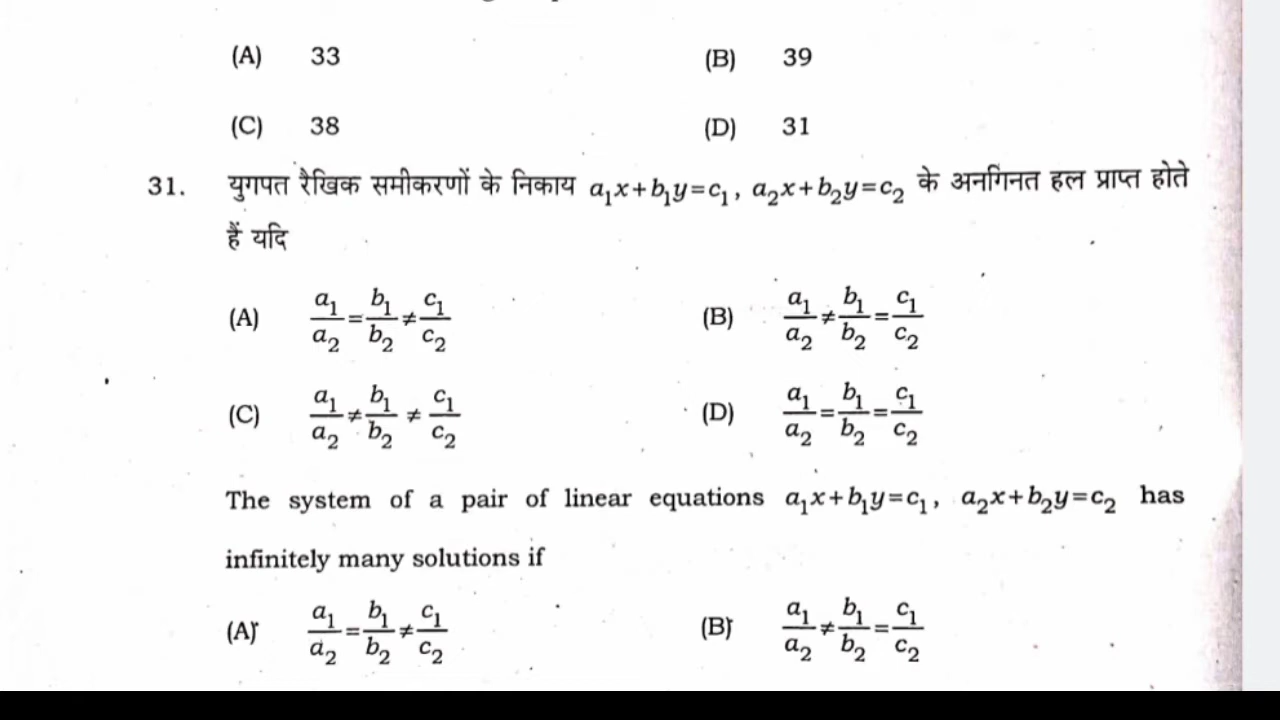 (A) 33 (B) 39
(C) 38 (D) 31
31. युगपत रैखिक समीकरणों के निकाय a₁x+b₁y=c₁, a₂x+b₂y=c₂ के अनगिनत हल प्राप्त होते
हैं यदि
(A) a₁/a₂ = b₁/b₂ ≠ c₁/c₂ (B) a₁/a₂ ≠ b₁/b₂ = c₁/c₂
(C) a₁/a₂ ≠ b₁/b₂ ≠ c₁/c₂ (D) a₁/a₂ = b₁/b₂ = c₁/c₂
The system of a pair of linear equations a₁x+b₁y=c₁, a₂x+b₂y=c₂ has
infinitely many solutions if
(A) a₁/a₂ = b₁/b₂ ≠ c₁/c₂ (B) a₁/a₂ ≠ b₁/b₂ = c₁/c₂